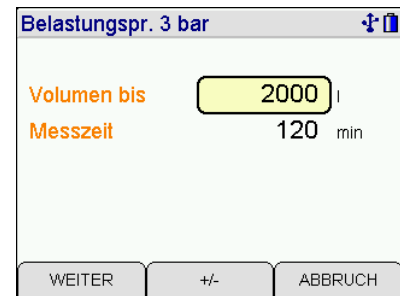 Belastungspr. 3 bar
Volumen bis 2000 l
Messzeit 120 min
WEITER +/- ABBRUCH